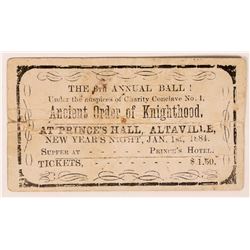 THE 6TH ANNUAL BALL!
Under the auspices of Charity Conclave No. 1,
Ancient Order of Knighthood,
AT PRINCE'S HALL, ALTAVILLE,
NEW YEAR'S NIGHT, JAN. 1st, 1884.
SUPPER AT - - - - - - PRINCE'S HOTEL.
TICKETS, - - - - - - - $1.50.